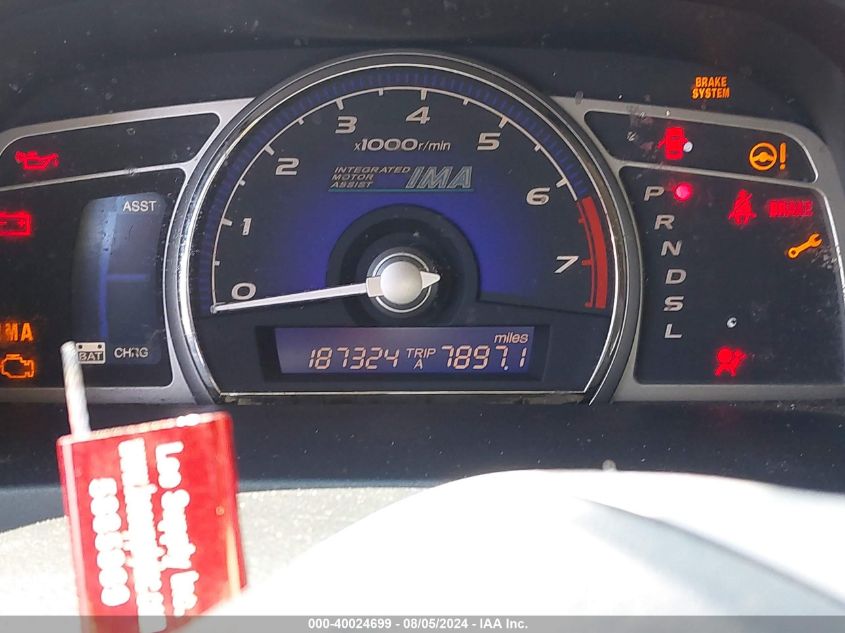 BRAKE
SYSTEM
0
1
2
3
4
5
6
7
x1000r/min
INTEGRATED
MOTOR
ASSIST
IMA
ASST
BAT
CHRG
IMA
P
R
N
D
S
L
BRAKE
miles
187324 TRIP A 7897.1
000-40024699 - 08/05/2024 - IAA Inc.